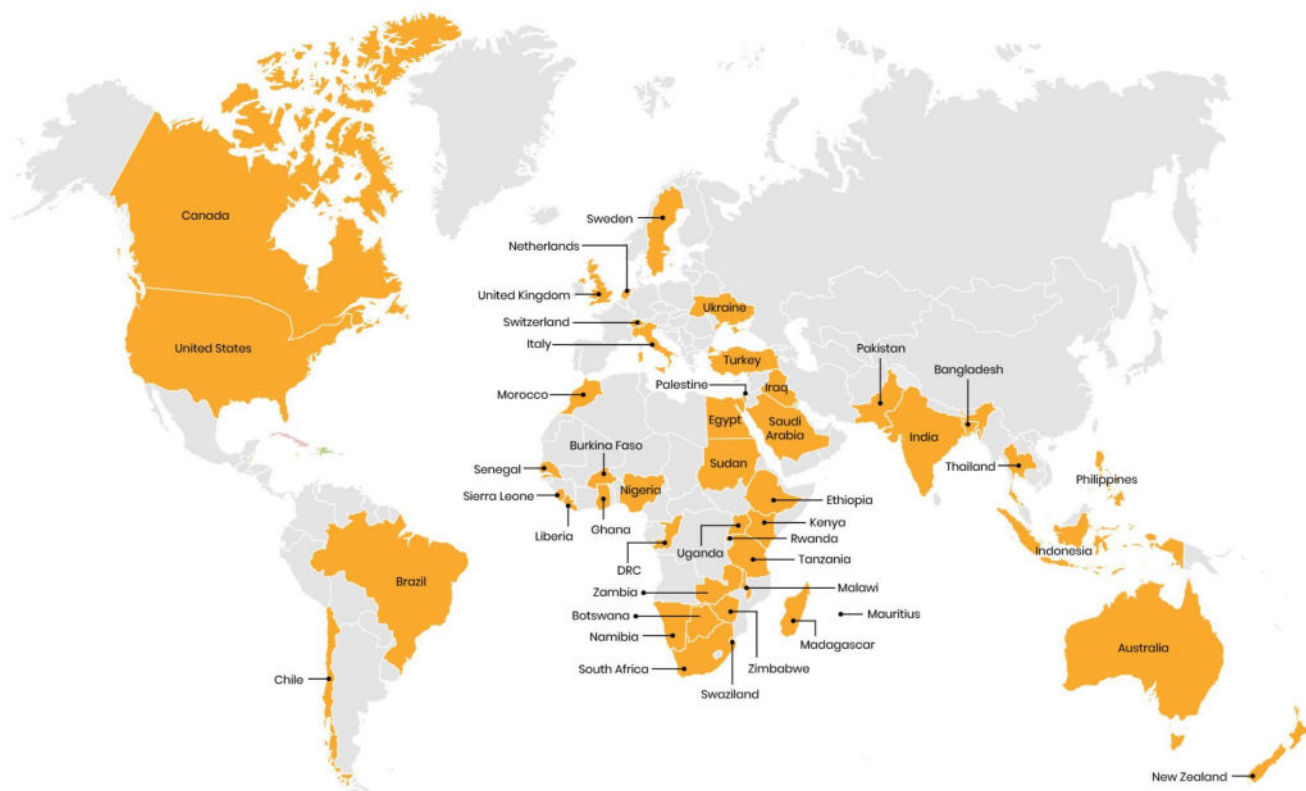 Canada
United States
Brazil
Chile
Sweden
Netherlands
United Kingdom
Switzerland
Italy
Ukraine
Turkey
Palestine
Iraq
Morocco
Egypt
Saudi
Arabia
Burkina Faso
Senegal
Sudan
Sierra Leone
Nigeria
Liberia
Ghana
Ethiopia
Kenya
Uganda
Rwanda
DRC
Tanzania
Zambia
Malawi
Botswana
Mauritius
Namibia
Madagascar
South Africa
Zimbabwe
Swaziland
Pakistan
Bangladesh
India
Thailand
Philippines
Indonesia
Australia
New Zealand